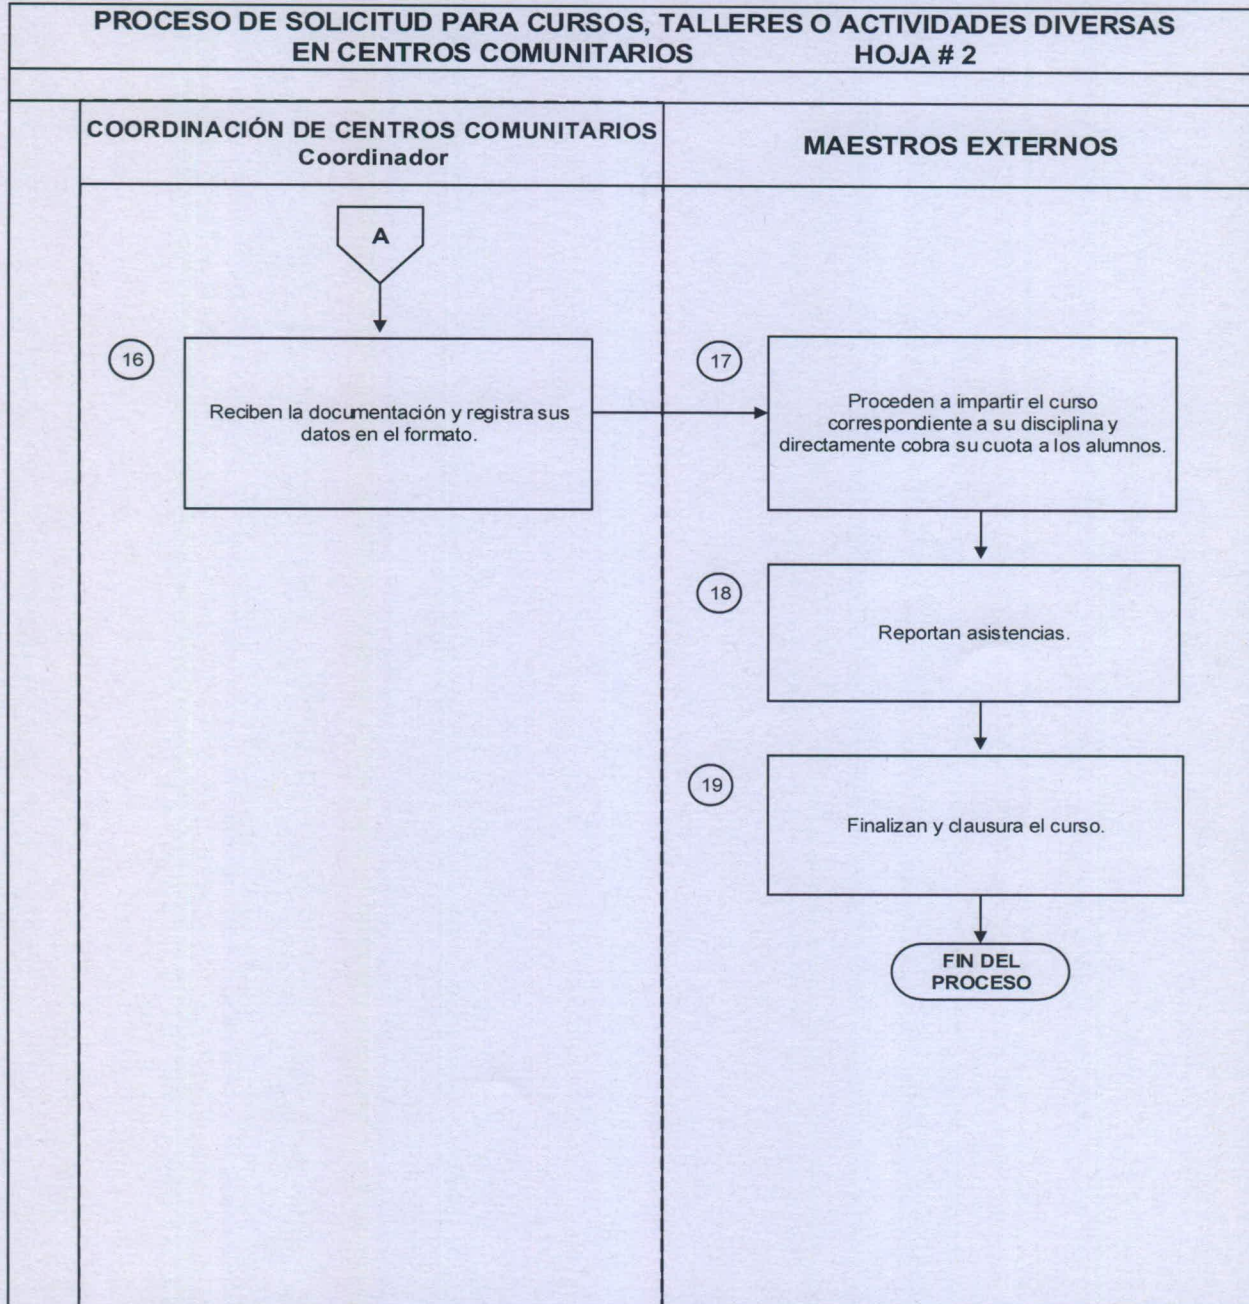 PROCESO DE SOLICITUD PARA CURSOS, TALLERES O ACTIVIDADES DIVERSAS
EN CENTROS COMUNITARIOS HOJA # 2
COORDINACIÓN DE CENTROS COMUNITARIOS
Coordinador
MAESTROS EXTERNOS
A
16
Reciben la documentación y registra sus
datos en el formato.
17
Proceden a impartir el curso
correspondiente a su disciplina y
directamente cobra su cuota a los alumnos.
18
Reportan asistencias.
19
Finalizan y clausura el curso.
FIN DEL
PROCESO